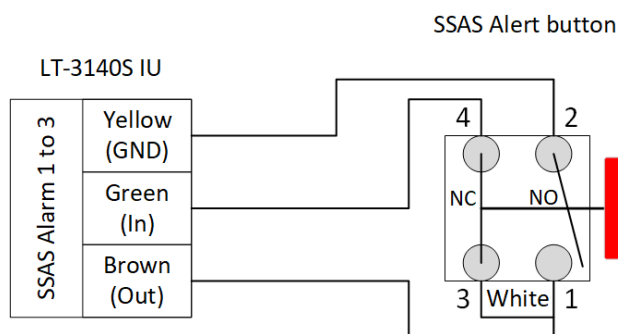 SSAS Alert button
LT-3140S IU
SSAS Alarm 1 to 3
Yellow
(GND)
Green
(In)
Brown
(Out)
4
2
NC
NO
3
White
1